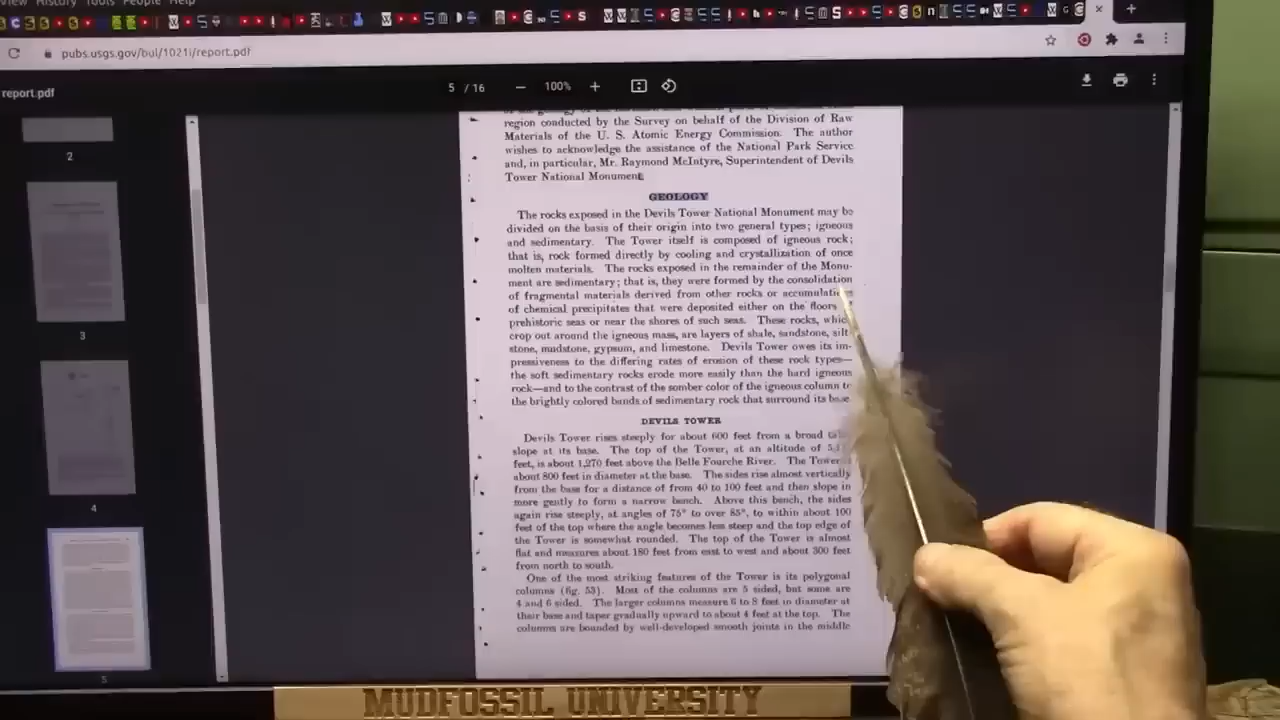 View History Bookmarks Tools People Help
pubs.usgs.gov/bul/1021i/report.pdf
report.pdf
5 / 16
100%
2
3
4
5
region conducted by the Survey on behalf of the Division of Raw
Materials of the U. S. Atomic Energy Commission. The author
wishes to acknowledge the assistance of the National Park Service
and, in particular, Mr. Raymond McIntyre, Superintendent of Devils
Tower National Monument.
GEOLOGY
The rocks exposed in the Devils Tower National Monument may be
divided on the basis of their origin into two general types; igneous
and sedimentary. The Tower itself is composed of igneous rock;
that is, rock formed directly by cooling and crystallization of once
molten materials. The rocks exposed in the remainder of the Monu-
ment are sedimentary; that is, they were formed by the consolidation
of fragmental materials derived from other rocks or accumulations
of chemical precipitates that were deposited either on the floors
prehistoric seas or near the shores of such seas. These rocks, which
crop out around the igneous mass, are layers of shale, sandstone, silt-
stone, mudstone, gypsum, and limestone. Devils Tower owes its im-
pressiveness to the differing rates of erosion of these rock types—
the soft sedimentary rocks erode more easily than the hard igneous
rock—and to the contrast of the somber color of the igneous column to
the brightly colored bands of sedimentary rock that surround its base.
DEVILS TOWER
Devils Tower rises steeply for about 600 feet from a broad
slope at its base. The top of the Tower, at an altitude of
feet, is about 1,270 feet above the Belle Fourche River. The Tower
about 800 feet in diameter at the base. The sides rise almost vertically
from the base for a distance of from 40 to 100 feet and then slope in
more gently to form a narrow bench. Above this bench, the sides
again rise steeply, at angles of 75° to over 85°, to within about 100
feet of the top where the angle becomes less steep and the top edge of
the Tower is somewhat rounded. The top of the Tower is almost
flat and measures about 180 feet from east to west and about 300 feet
from north to south.
One of the most striking features of the Tower is its polygonal
columns (fig. 53). Most of the columns are 5 sided, but some are
4 and 6 sided. The larger columns measure 6 to 8 feet in diameter at
their base and taper gradually upward to about 4 feet at the top. The
columns are bounded by well-developed smooth joints in the middle
MUDFOSSIL UNIVERSITY